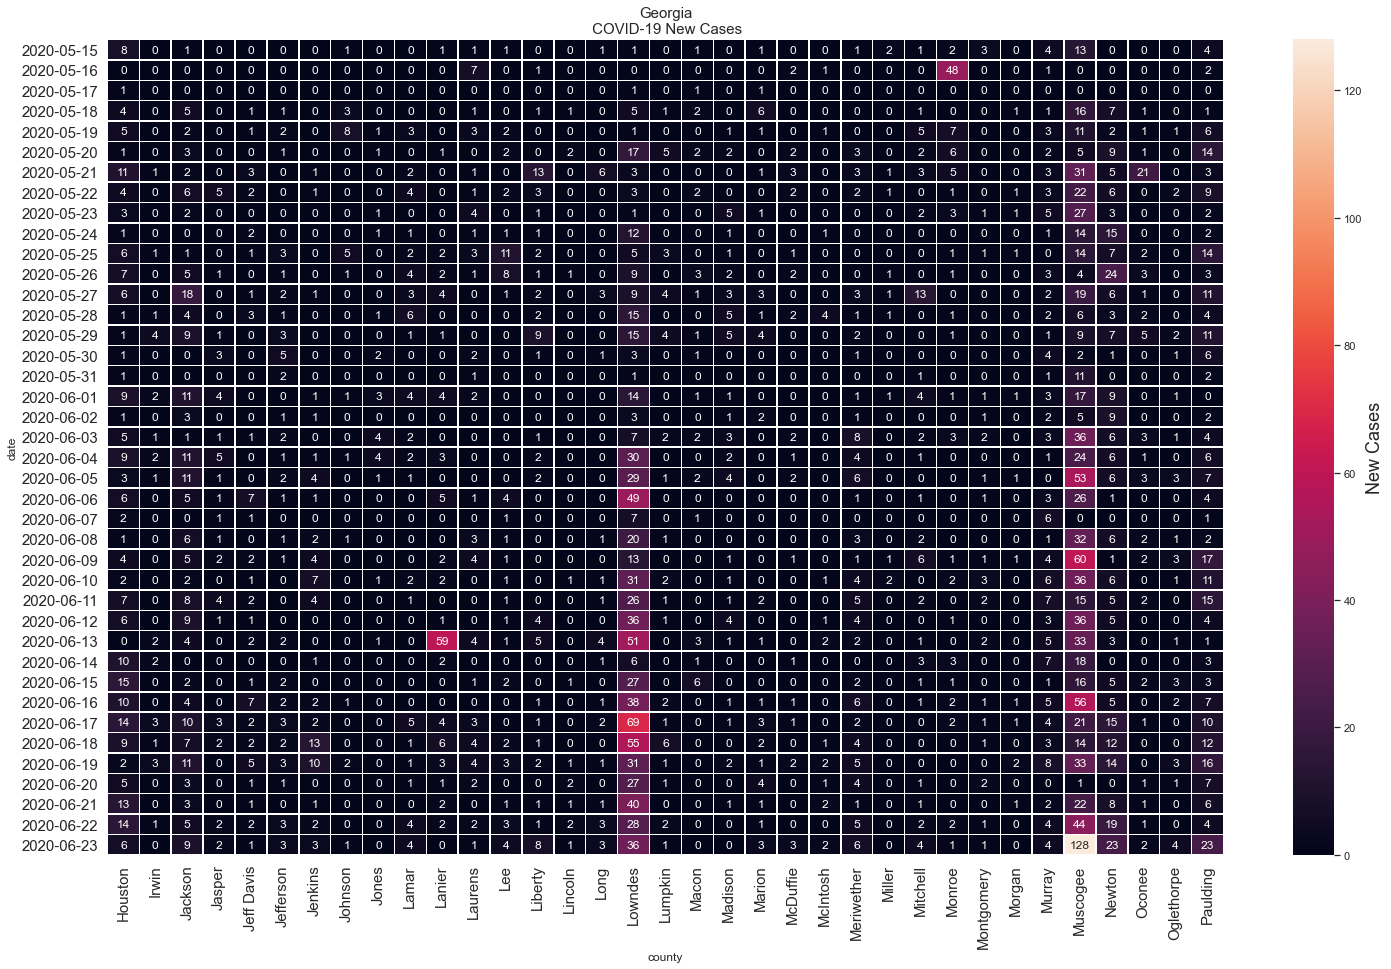 Georgia
COVID-19 New Cases
2020-05-15 8 0 1 0 0 0 0 1 0 0 1 1 1 0 0 1 1 0 1 0 1 0 0 1 2 1 2 3 0 4 13 0 0 0 4
2020-05-16 0 0 0 0 0 0 0 0 0 0 0 7 0 1 0 0 0 0 0 0 0 2 1 0 0 0 48 0 0 1 0 0 0 0 2
2020-05-17 1 0 0 0 0 0 0 0 0 0 0 0 0 0 0 0 1 0 1 0 1 0 0 0 0 0 0 0 0 0 0 0 0 0 0
2020-05-18 4 0 5 0 1 1 0 3 0 0 0 1 0 1 1 0 5 1 2 0 6 0 0 0 0 0 0 0 1 1 16 7 1 0 1
2020-05-19 5 0 2 0 1 2 0 8 1 3 0 3 2 0 0 0 1 0 0 1 1 0 1 0 0 5 7 0 0 3 11 2 1 1 6
2020-05-20 1 0 3 0 0 1 0 0 1 0 1 0 2 0 2 0 17 5 2 2 0 2 0 3 0 2 6 0 0 2 5 9 1 0 14
2020-05-21 11 1 2 0 3 0 1 0 0 2 0 1 0 13 0 6 3 0 0 0 1 3 0 3 1 3 5 0 0 3 31 5 21 0 3
2020-05-22 4 0 6 5 2 0 1 0 0 4 0 1 2 3 0 0 3 0 2 0 0 2 0 2 1 0 1 0 1 3 22 6 0 2 9
2020-05-23 3 0 2 0 0 0 0 0 1 0 0 4 0 1 0 0 1 0 0 5 1 0 0 0 0 2 3 1 1 5 27 3 0 0 2
2020-05-24 1 0 0 0 2 0 0 0 1 1 0 1 1 1 0 0 12 0 0 1 0 0 0 0 0 0 0 0 0 1 14 15 0 0 2
2020-05-25 6 1 1 0 1 3 0 5 0 2 2 3 11 2 0 0 5 3 0 1 0 1 0 0 0 0 1 1 1 0 14 7 2 0 14
2020-05-26 7 0 5 1 0 1 0 1 0 4 2 1 8 1 1 0 9 0 3 2 0 2 0 0 1 0 1 0 0 3 4 24 3 0 3
2020-05-27 6 0 18 0 1 2 1 0 0 3 4 0 1 2 0 3 9 4 1 3 3 0 0 3 1 13 0 0 0 2 19 6 1 0 11
2020-05-28 1 1 4 0 3 1 0 0 1 6 0 0 0 2 0 0 15 0 0 5 1 2 4 1 1 0 1 0 0 2 6 3 2 0 4
2020-05-29 1 4 9 1 0 3 0 0 0 1 1 0 0 9 0 0 15 4 1 5 4 0 0 2 0 0 1 0 0 1 9 7 5 2 11
2020-05-30 1 0 0 3 0 5 0 0 2 0 0 2 0 1 0 1 3 0 1 0 0 0 0 1 0 0 0 0 0 4 2 1 0 1 6
2020-05-31 1 0 0 0 0 2 0 0 0 0 0 1 0 0 0 0 1 0 0 0 0 0 0 0 0 1 0 0 0 1 11 0 0 0 2
2020-06-01 9 2 11 4 0 0 1 1 3 4 4 2 0 0 0 0 14 0 1 1 0 0 0 1 1 4 1 1 1 3 17 9 0 1 0
2020-06-02 1 0 3 0 0 1 1 0 0 0 0 0 0 0 0 0 3 0 0 1 2 0 0 1 0 0 0 1 0 2 5 9 0 0 2
2020-06-03 5 1 1 1 1 2 0 0 4 2 0 0 0 1 0 0 7 2 2 3 0 2 0 8 0 2 3 2 0 3 36 6 3 1 4
2020-06-04 9 2 11 5 0 1 1 1 4 2 3 0 0 2 0 0 30 0 0 2 0 1 0 4 0 1 0 0 0 2 24 6 1 0 6
2020-06-05 3 1 11 1 0 2 4 0 1 1 0 0 0 2 0 0 29 1 2 4 0 2 0 6 0 0 0 1 1 0 53 6 3 3 7
2020-06-06 6 0 5 1 7 1 1 0 0 0 5 1 4 0 0 0 49 0 0 0 0 0 0 1 0 1 0 1 0 3 26 1 0 0 4
2020-06-07 2 0 0 1 1 0 0 0 0 0 0 0 1 0 0 0 7 0 1 0 0 0 0 0 0 0 0 0 0 6 0 0 0 0 1
2020-06-08 1 0 6 1 0 1 2 1 0 0 0 3 1 0 0 1 20 1 0 0 0 0 0 3 0 2 0 0 0 1 32 6 2 1 2
2020-06-09 4 0 5 2 2 1 4 0 0 0 2 4 1 0 0 0 13 0 0 1 0 1 0 1 1 6 1 1 1 4 60 1 2 3 17
2020-06-10 2 0 2 0 1 0 7 0 1 2 2 0 1 0 1 1 31 2 0 1 0 0 1 4 2 0 2 3 0 6 36 6 0 1 11
2020-06-11 7 0 8 4 2 0 4 0 0 1 0 0 1 0 0 1 26 1 0 1 2 0 0 5 0 2 0 2 0 7 15 5 2 0 15
2020-06-12 6 0 9 1 1 0 0 0 0 0 1 0 1 4 0 0 36 1 0 4 0 0 1 4 0 0 1 0 0 3 36 5 0 0 4
2020-06-13 0 2 4 0 2 2 0 0 1 0 59 4 1 5 0 4 51 0 3 1 1 0 2 2 0 1 0 2 0 5 33 3 0 1 1
2020-06-14 10 2 0 0 0 0 1 0 0 0 2 0 0 0 0 1 6 0 1 0 0 1 0 0 0 3 3 0 0 7 18 0 0 0 3
2020-06-15 15 0 2 0 1 2 0 0 0 0 0 1 2 0 1 0 27 0 6 0 0 0 0 2 0 1 1 0 0 1 16 5 2 3 3
2020-06-16 10 0 4 0 7 2 2 1 0 0 0 0 0 1 0 1 38 2 0 1 1 1 0 6 0 1 2 1 1 5 56 5 0 2 7
2020-06-17 14 3 10 3 2 3 2 0 0 5 4 3 0 1 0 2 69 1 0 1 3 1 0 2 0 0 2 1 1 4 21 15 1 0 10
2020-06-18 9 1 7 2 2 2 13 0 0 1 6 4 2 1 0 0 55 6 0 0 2 0 1 4 0 0 0 1 0 3 14 12 0 0 12
2020-06-19 2 3 11 0 5 3 10 2 0 1 3 4 3 2 1 1 31 1 0 2 1 2 2 5 0 0 0 0 2 8 33 14 0 3 16
2020-06-20 5 0 3 0 1 1 0 0 0 1 1 2 0 0 2 0 27 1 0 0 4 0 1 4 0 1 0 2 0 0 1 0 1 1 7
2020-06-21 13 0 3 0 1 0 1 0 0 0 2 0 1 1 1 1 40 0 0 1 1 0 2 1 0 1 0 0 1 2 22 8 1 0 6
2020-06-22 14 1 5 2 2 3 2 0 0 4 2 2 3 1 2 3 28 2 0 0 1 0 0 5 0 2 2 1 0 4 44 19 1 0 4
2020-06-23 6 0 9 2 1 3 3 1 0 4 0 1 4 8 1 3 36 1 0 0 3 3 2 6 0 4 1 1 0 4 128 23 2 4 23
Houston Irwin Jackson Jasper Jeff Davis Jefferson Jenkins Johnson Jones Lamar Lanier Laurens Lee Liberty Lincoln Long Lowndes Lumpkin Macon Madison Marion McDuffie McIntosh Meriwether Miller Mitchell Monroe Montgomery Morgan Murray Muscogee Newton Oconee Oglethorpe Paulding
county
date
120
100
80
60
40
20
0
New Cases